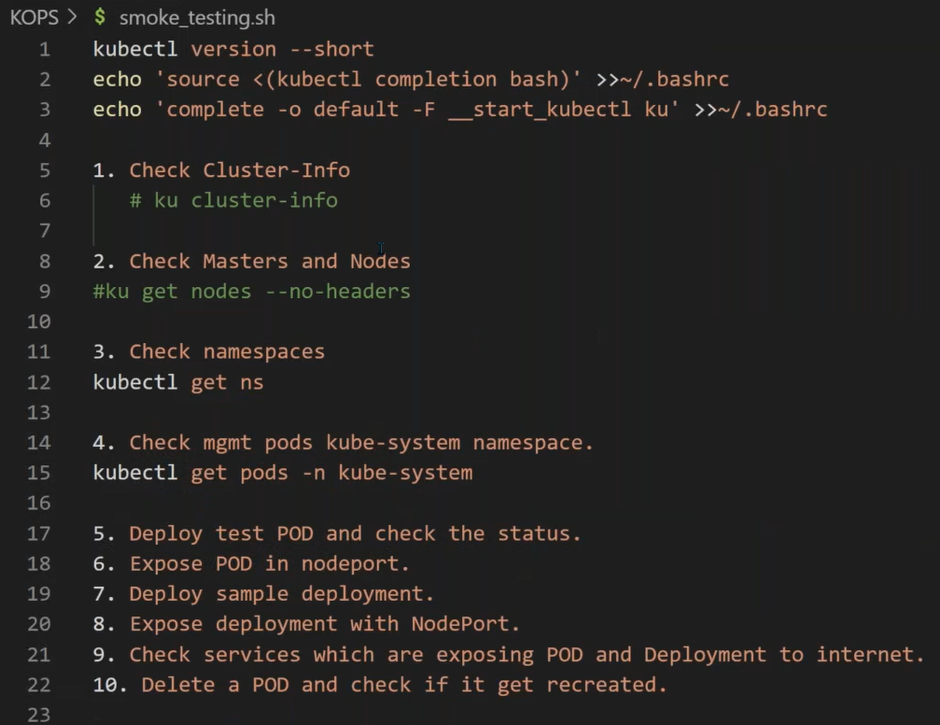 KOPS > $ smoke_testing.sh
1 kubectl version --short
2 echo 'source <(kubectl completion bash)' >>~/.bashrc
3 echo 'complete -o default -F __start_kubectl ku' >>~/.bashrc
4
5 1. Check Cluster-Info
6 # ku cluster-info
7
8 2. Check Masters and Nodes
9 #ku get nodes --no-headers
10
11 3. Check namespaces
12 kubectl get ns
13
14 4. Check mgmt pods kube-system namespace.
15 kubectl get pods -n kube-system
16
17 5. Deploy test POD and check the status.
18 6. Expose POD in nodeport.
19 7. Deploy sample deployment.
20 8. Expose deployment with NodePort.
21 9. Check services which are exposing POD and Deployment to internet.
22 10. Delete a POD and check if it get recreated.
23